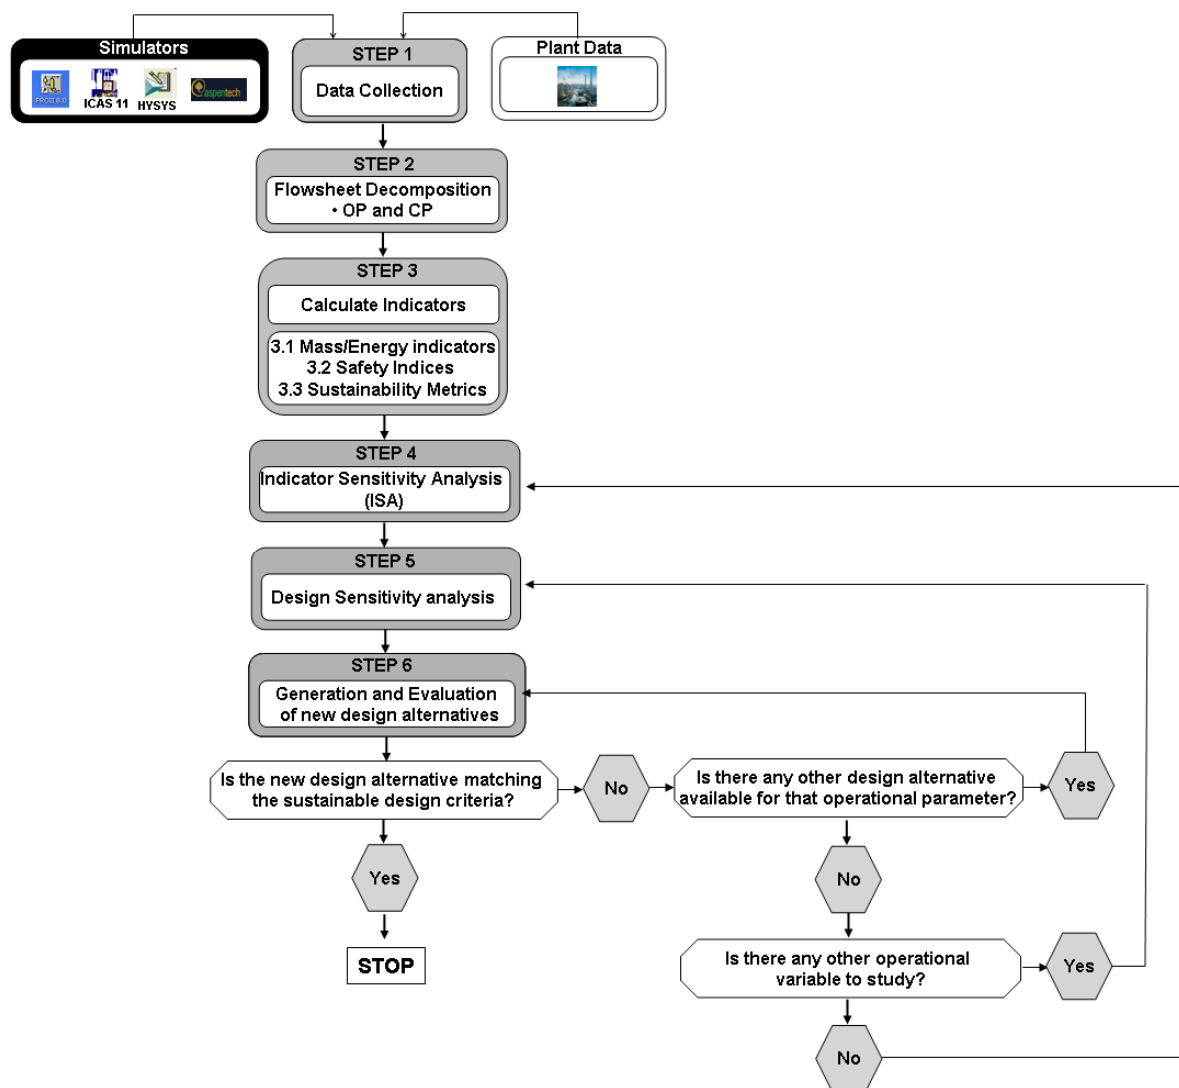 Simulators
PROII 8.0
ICAS 11
HYSYS
aspentech
STEP 1
Data Collection
Plant Data
STEP 2
Flowsheet Decomposition
• OP and CP
STEP 3
Calculate Indicators
3.1 Mass/Energy indicators
3.2 Safety Indices
3.3 Sustainability Metrics
STEP 4
Indicator Sensitivity Analysis
(ISA)
STEP 5
Design Sensitivity analysis
STEP 6
Generation and Evaluation
of new design alternatives
Is the new design alternative matching
the sustainable design criteria?
No
Is there any other design alternative
available for that operational parameter?
Yes
Yes
No
STOP
Is there any other operational
variable to study?
Yes
No